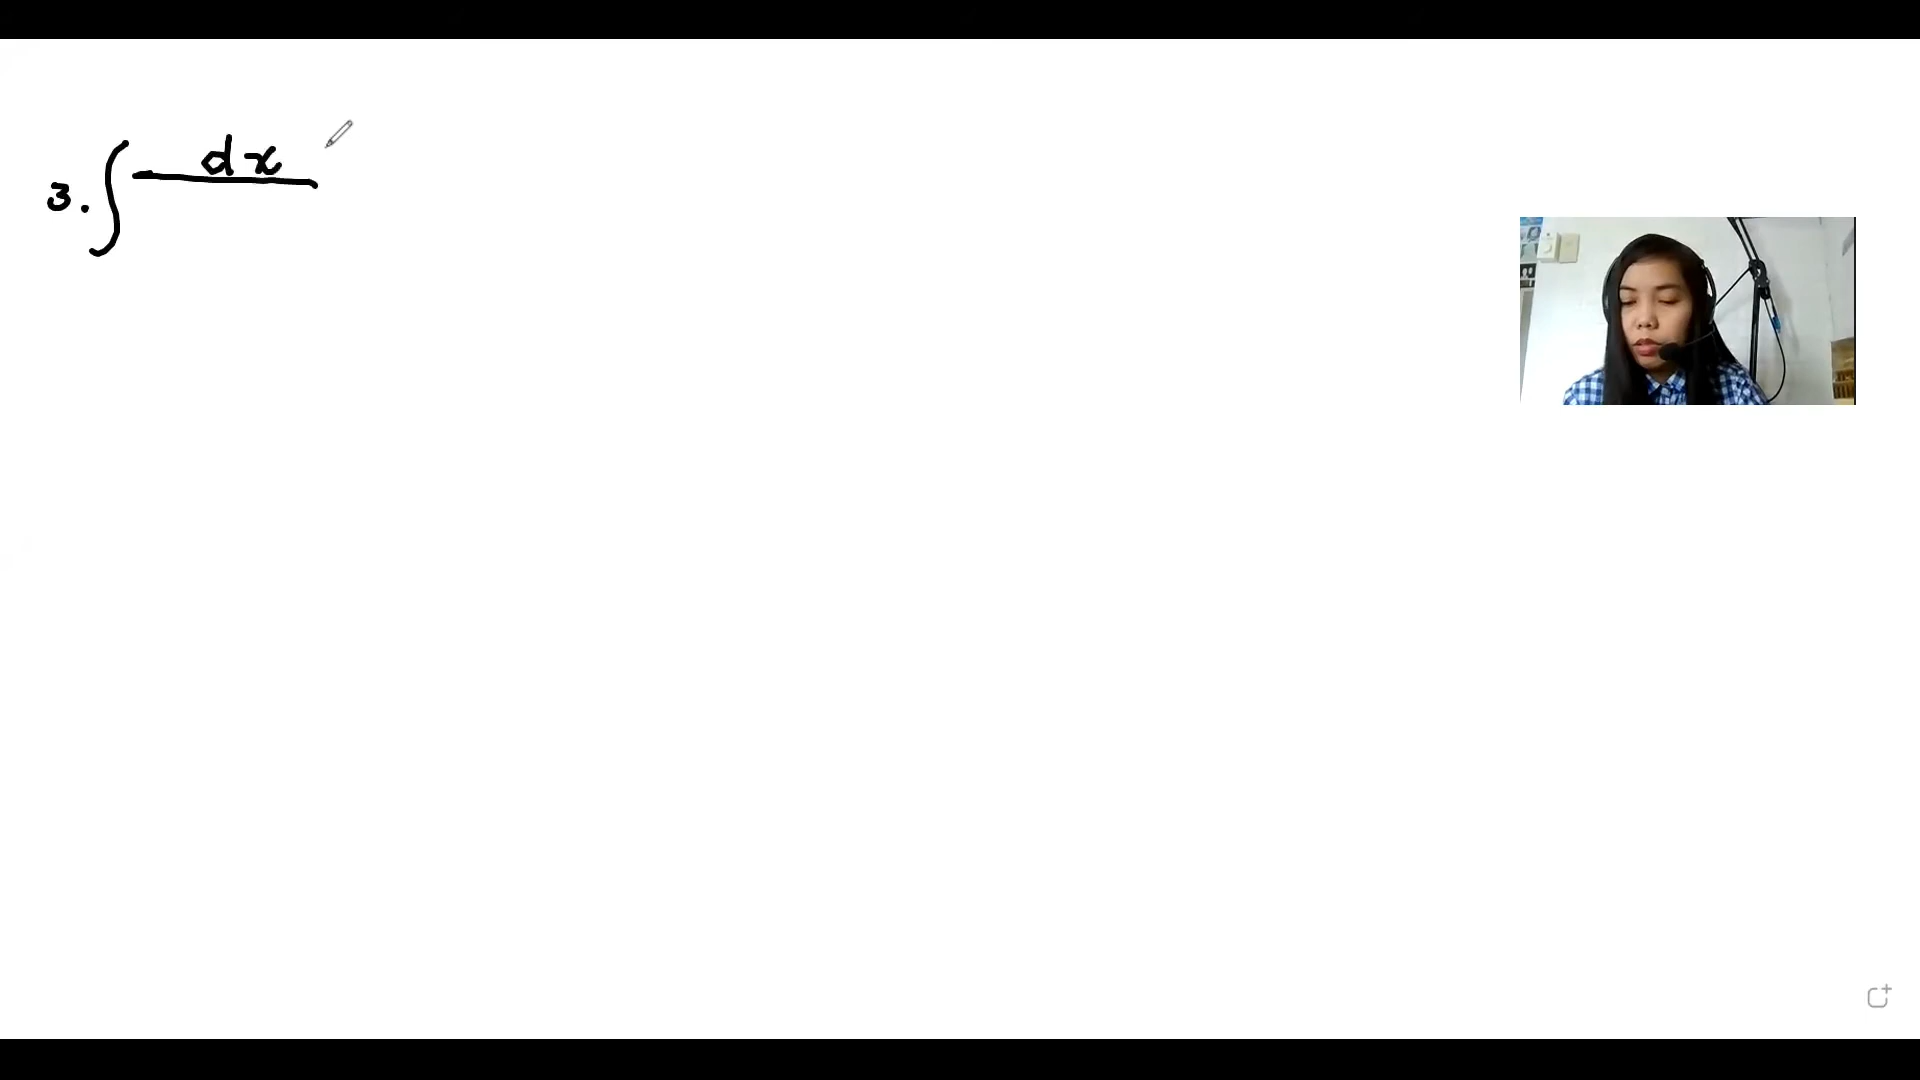 3. ∫ dx